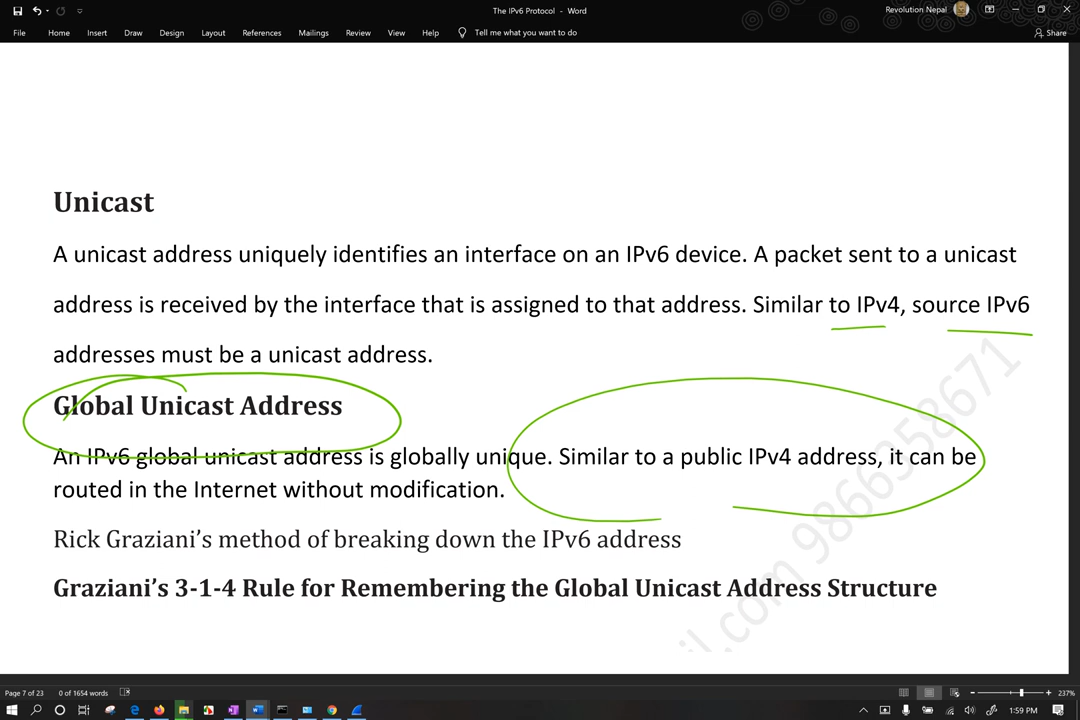 The IPv6 Protocol - Word
Revolution Nepal
File Home Insert Draw Design Layout References Mailings Review View Help Tell me what you want to do Share
Unicast
A unicast address uniquely identifies an interface on an IPv6 device. A packet sent to a unicast
address is received by the interface that is assigned to that address. Similar to IPv4, source IPv6
addresses must be a unicast address.
Global Unicast Address
An IPv6 global unicast address is globally unique. Similar to a public IPv4 address, it can be
routed in the Internet without modification.
Rick Graziani’s method of breaking down the IPv6 address
Graziani’s 3-1-4 Rule for Remembering the Global Unicast Address Structure
il.com 9866358671
Page 7 of 23 0 of 1654 words 237%
1:59 PM